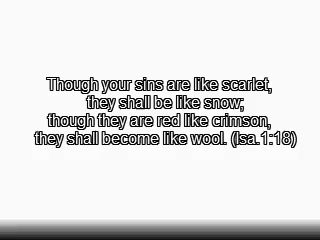 Though your sins are like scarlet,
they shall be like snow;
though they are red like crimson,
they shall become like wool. (Isa.1:18)